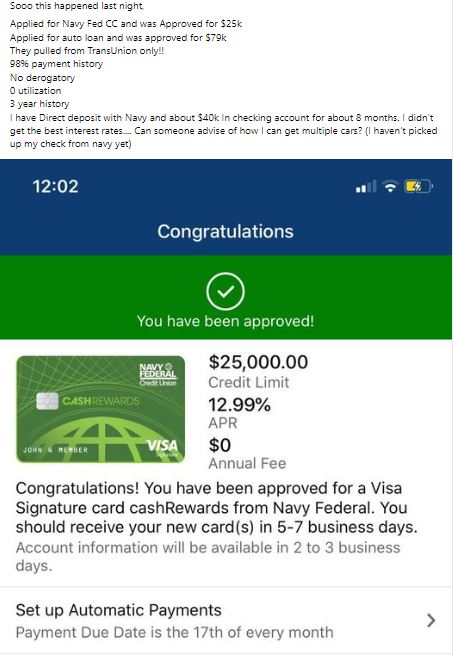 Sooo this happened last night,
Applied for Navy Fed CC and was Approved for $25k
Applied for auto loan and was approved for $79k
They pulled from TransUnion only!!
98% payment history
No derogatory
0 utilization
3 year history
I have Direct deposit with Navy and about $40k In checking account for about 8 months. I didn't
get the best interest rates.... Can someone advise of how I can get multiple cars? (I haven't picked
up my check from navy yet)
12:02
Congratulations
You have been approved!
NAVY
FEDERAL
Credit Union
CASHREWARDS
JOHN Q MEMBER
VISA
Signature
$25,000.00
Credit Limit
12.99%
APR
$0
Annual Fee
Congratulations! You have been approved for a Visa
Signature card cashRewards from Navy Federal. You
should receive your new card(s) in 5-7 business days.
Account information will be available in 2 to 3 business
days.
Set up Automatic Payments
Payment Due Date is the 17th of every month